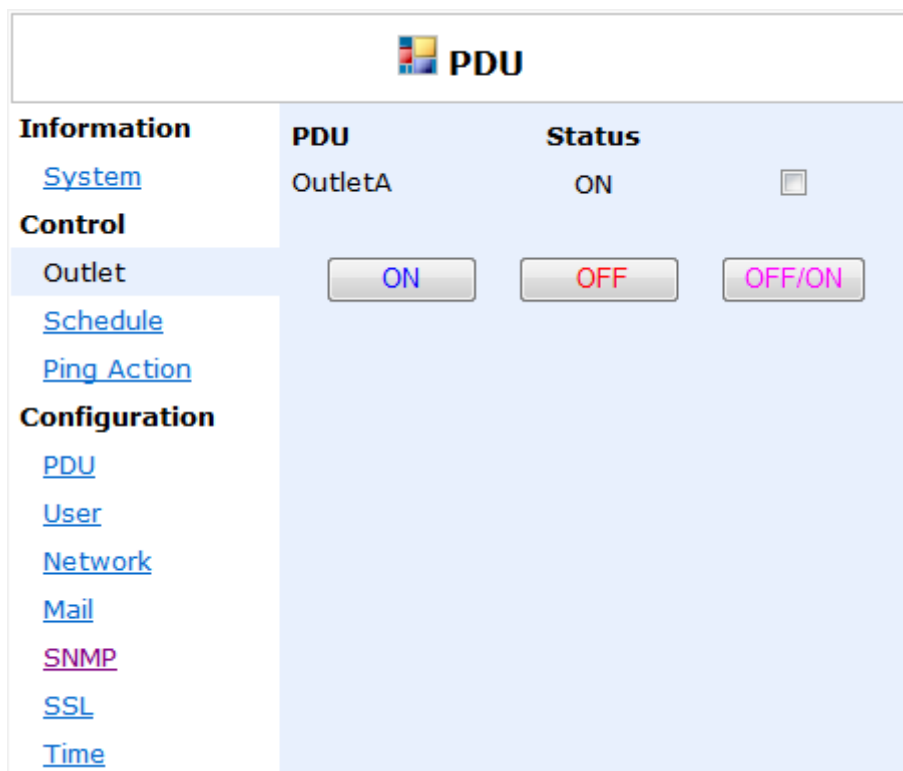 PDU
Information
System
Control
Outlet
Schedule
Ping Action
Configuration
PDU
User
Network
Mail
SNMP
SSL
Time
PDU Status
OutletA ON
ON OFF OFF/ON